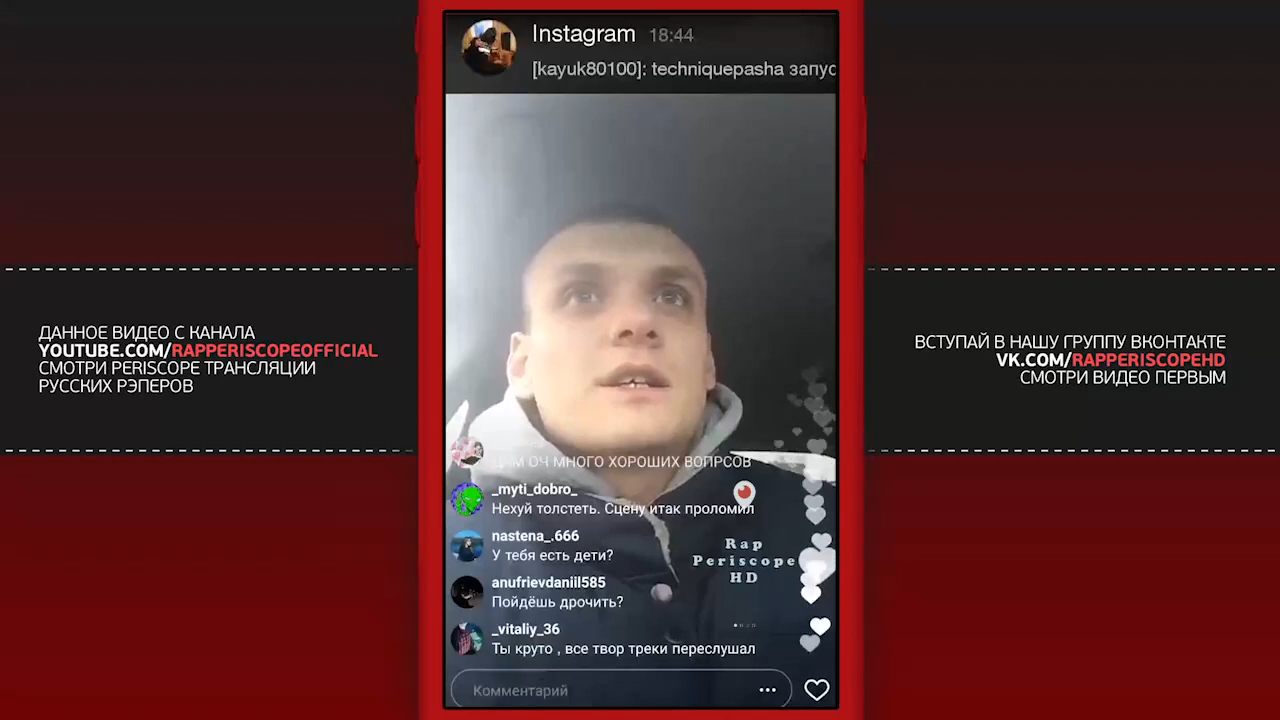 Instagram 18:44
[kayuk80100]: techniquepasha запус
ДАННОЕ ВИДЕО С КАНАЛА
YOUTUBE.COM/RAPPERISCOPEOFFICIAL
СМОТРИ PERISCOPE ТРАНСЛЯЦИИ
РУССКИХ РЭПЕРОВ
ВСТУПАЙ В НАШУ ГРУППУ ВКОНТАКТЕ
VK.COM/RAPPERISCOPEHD
СМОТРИ ВИДЕО ПЕРВЫМ
ОЧ МНОГО ХОРОШИХ ВОПРСОВ
_myti_dobro_
Нехуй толстеть. Сцену итак проломил
nastena_.666
У тебя есть дети?
anufrievdaniil585
Пойдёшь дрочить?
_vitaliy_36
Ты круто , все твор треки переслушал
Rap
Periscope
HD
Комментарий